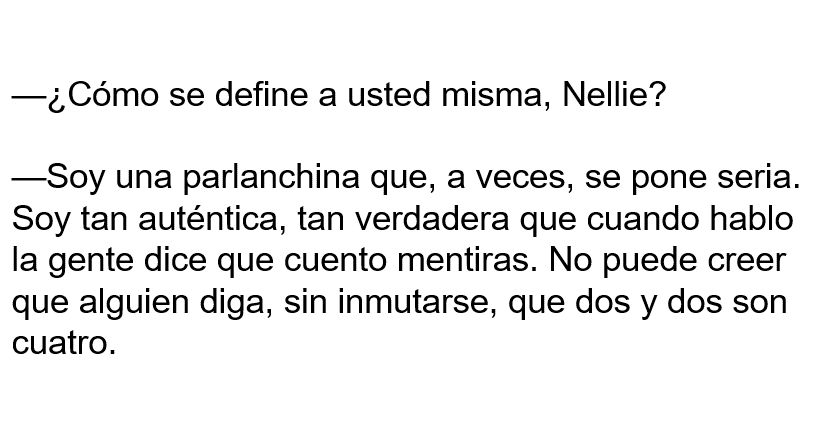 —¿Cómo se define a usted misma, Nellie?
—Soy una parlanchina que, a veces, se pone seria.
Soy tan auténtica, tan verdadera que cuando hablo
la gente dice que cuento mentiras. No puede creer
que alguien diga, sin inmutarse, que dos y dos son
cuatro.